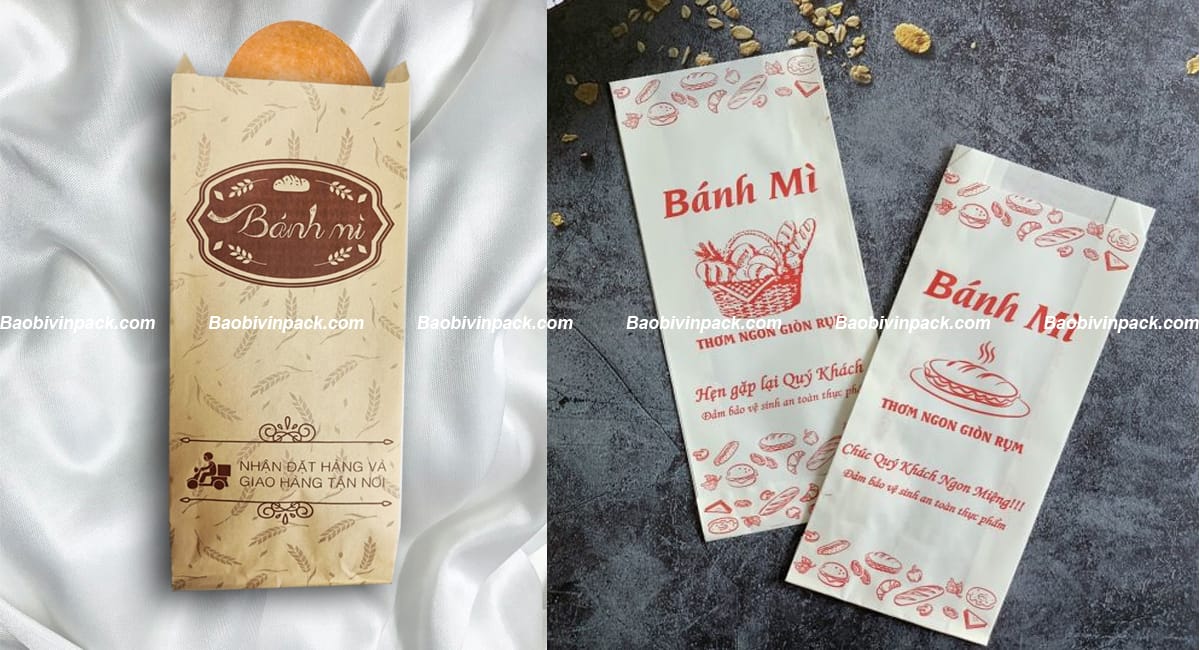 Bánh mì
NHẬN ĐẶT HÀNG VÀ
GIAO HÀNG TẬN NƠI
Baobivinpack.com Baobivinpack.com Baobivinpack.com Baobivinpack.com Baobivinpack.com Baobivinpack.com
Bánh Mì
THƠM NGON GIÒN RỤM
Hẹn gặp lại Quý Khách
Đảm bảo vệ sinh an toàn thực
Bánh Mì
THƠM NGON GIÒN RỤM
Chúc Quý Khách Ngon Miệng!!!
Đảm bảo vệ sinh an toàn thực phẩm